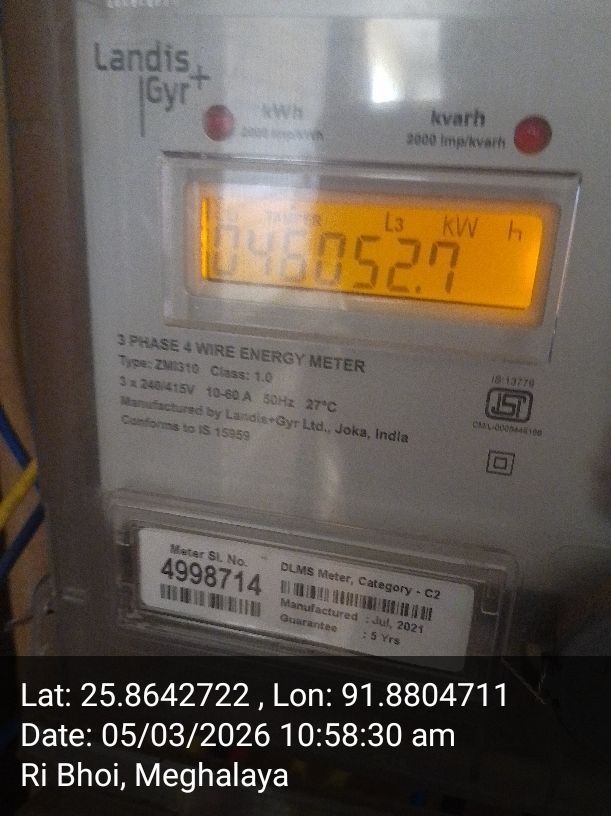 Landis
Gyr+
kWh
kvarh
2000 imp/kvarh
TAMPER L3 kW h
046052.7
3 PHASE 4 WIRE ENERGY METER
Type: ZMI310 Class: 1.0
3 x 240/415V 10-60 A 50Hz 27°C
Manufactured by Landis+Gyr Ltd., Joka, India
Conforms to IS 15959
IS:13779
Meter Sl. No.
4998714
DLMS Meter, Category - C2
Manufactured : Jul, 2021
Guarantee : 5 Yrs
Lat: 25.8642722 , Lon: 91.8804711
Date: 05/03/2026 10:58:30 am
Ri Bhoi, Meghalaya